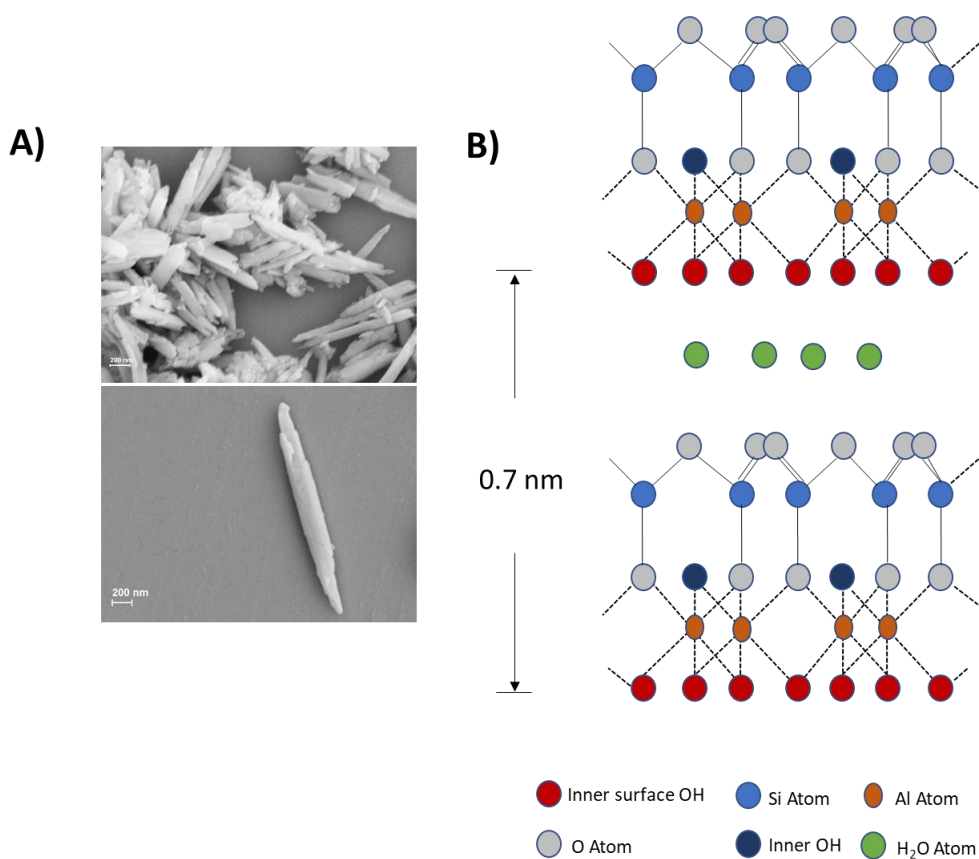 A)
B)
200 nm
200 nm
0.7 nm
Inner surface OH
Si Atom
Al Atom
O Atom
Inner OH
H₂O Atom